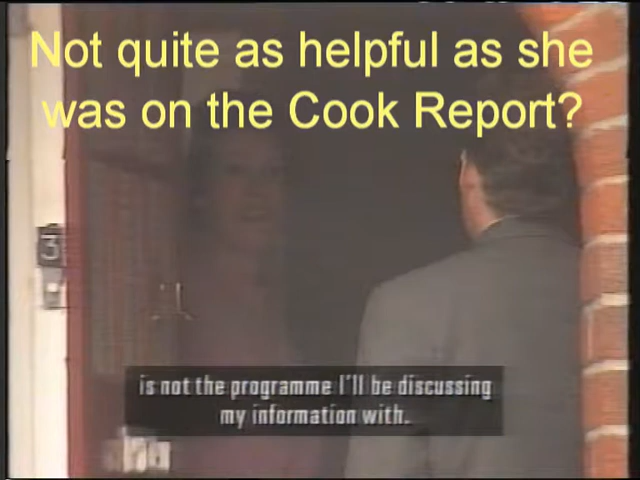 Not quite as helpful as she
was on the Cook Report?
3
is not the programme I'll be discussing
my information with.